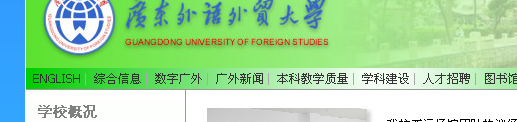 广东外语外贸大学
GUANGDONG UNIVERSITY OF FOREIGN STUDIES
ENGLISH | 综合信息 | 数字广外 | 广外新闻 | 本科教学质量 | 学科建设 | 人才招聘 | 图书馆
学校概况